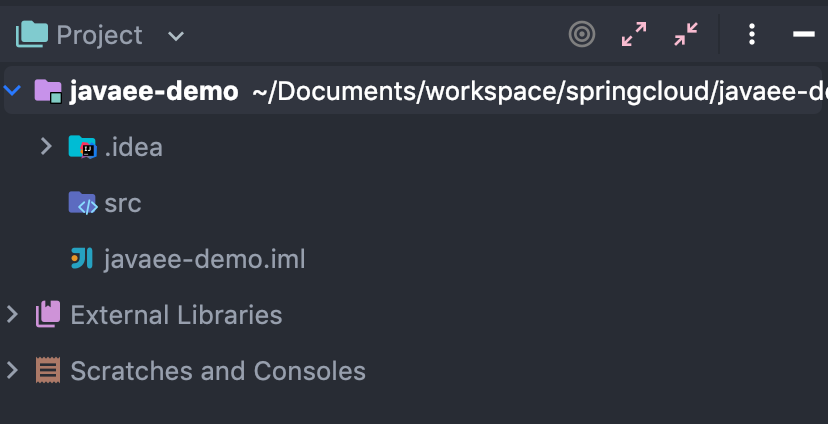 Project
javaee-demo ~/Documents/workspace/springcloud/javaee-d
.idea
src
javaee-demo.iml
External Libraries
Scratches and Consoles